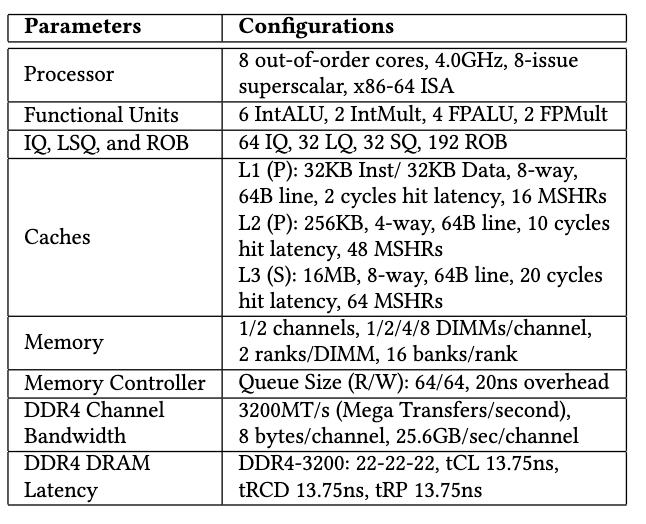 Parameters Configurations
Processor
8 out-of-order cores, 4.0GHz, 8-issue
superscalar, x86-64 ISA
Functional Units 6 IntALU, 2 IntMult, 4 FPALU, 2 FPMult
IQ, LSQ, and ROB 64 IQ, 32 LQ, 32 SQ, 192 ROB
Caches
L1 (P): 32KB Inst/ 32KB Data, 8-way,
64B line, 2 cycles hit latency, 16 MSHRs
L2 (P): 256KB, 4-way, 64B line, 10 cycles
hit latency, 48 MSHRs
L3 (S): 16MB, 8-way, 64B line, 20 cycles
hit latency, 64 MSHRs
Memory
1/2 channels, 1/2/4/8 DIMMs/channel,
2 ranks/DIMM, 16 banks/rank
Memory Controller Queue Size (R/W): 64/64, 20ns overhead
DDR4 Channel
Bandwidth
3200MT/s (Mega Transfers/second),
8 bytes/channel, 25.6GB/sec/channel
DDR4 DRAM
Latency
DDR4-3200: 22-22-22, tCL 13.75ns,
tRCD 13.75ns, tRP 13.75ns